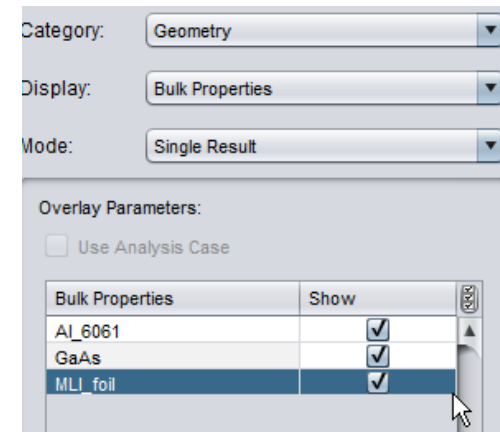 Category: Geometry
Display: Bulk Properties
Mode: Single Result
Overlay Parameters:
Use Analysis Case
Bulk Properties Show
Al_6061
GaAs
MLI_foil